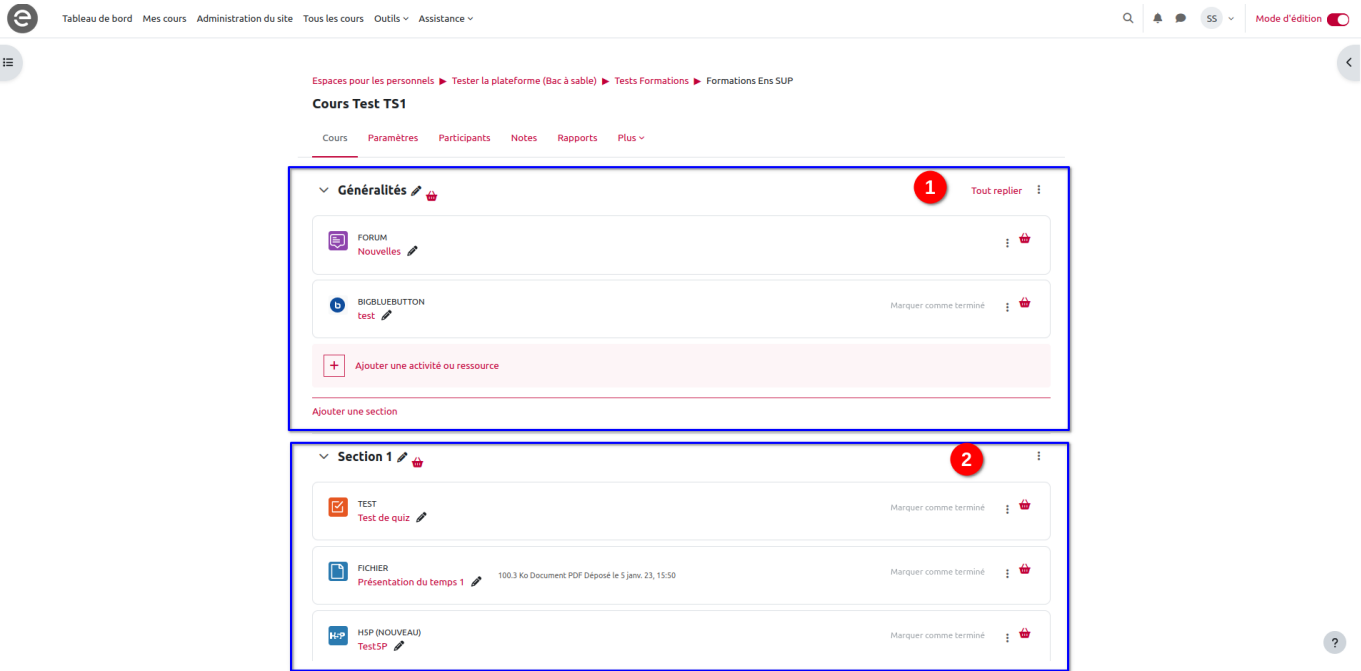 Tableau de bord Mes cours Administration du site Tous les cours Outils Assistance SS Mode d'édition
Espaces pour les personnels ▶ Tester la plateforme (Bac à sable) ▶ Tests Formations ▶ Formations Ens SUP
Cours Test TS1
Cours Paramètres Participants Notes Rapports Plus
Généralités 1 Tout replier
FORUM
Nouvelles
b BIGBLUEBUTTON
test Marquer comme terminé
+ Ajouter une activité ou ressource
Ajouter une section
Section 1 2
TEST
Test de quiz Marquer comme terminé
FICHIER
Présentation du temps 1 100.3 Ko Document PDF Déposé le 5 janv. 23, 15:50 Marquer comme terminé
H5P (NOUVEAU)
H-P Test5P Marquer comme terminé
?